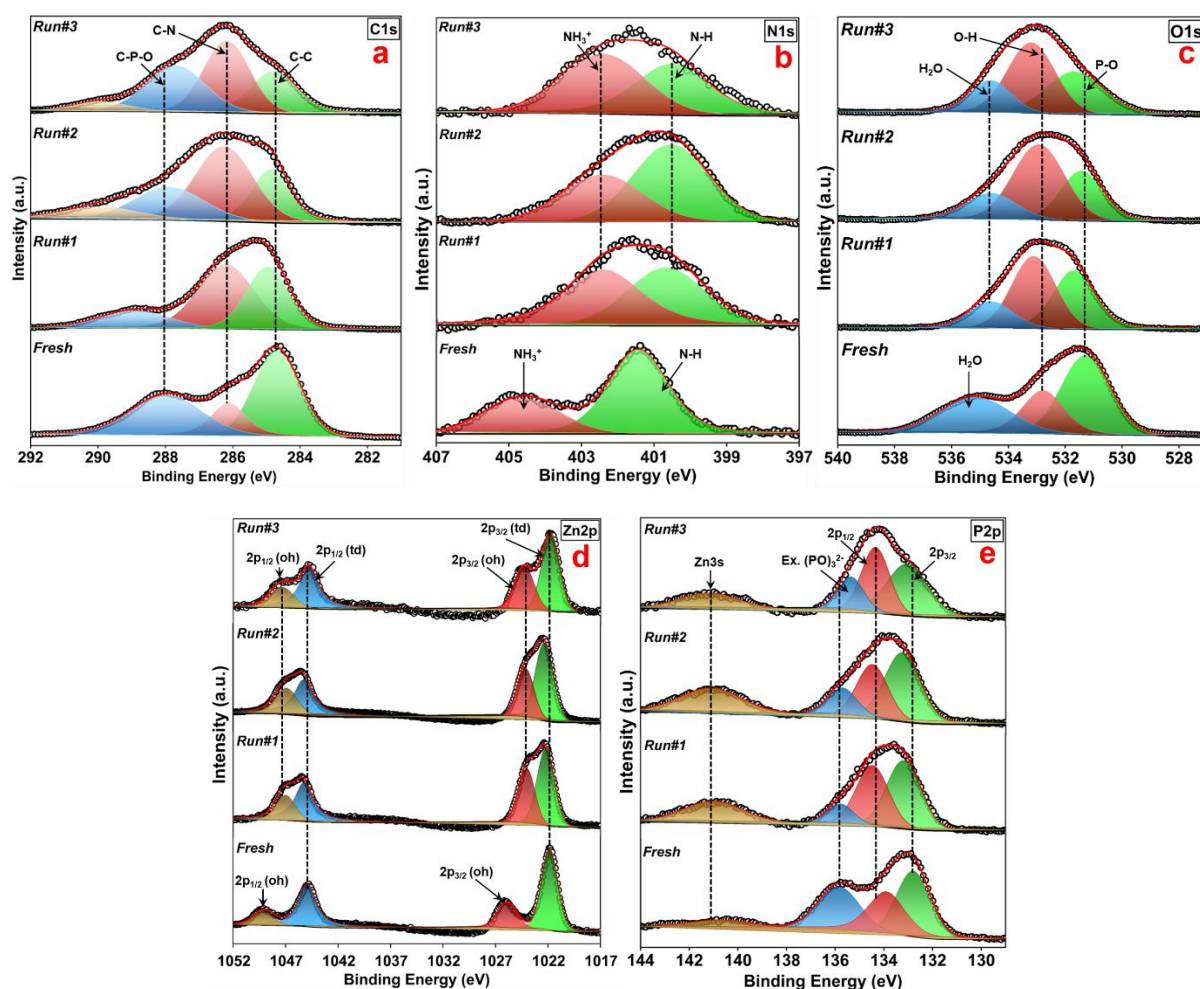 Run#3
C1s
a
C-N
C-P-O
C-C
Run#2
Run#1
Fresh
Intensity (a.u.)
292 290 288 286 284 282
Binding Energy (eV)
Run#3
N1s
b
NH₃⁺
N-H
Run#2
Run#1
Fresh
NH₃⁺
N-H
Intensity (a.u.)
407 405 403 401 399 397
Binding Energy (eV)
Run#3
O1s
c
O-H
H₂O
P-O
Run#2
Run#1
Fresh
H₂O
Intensity (a.u.)
540 538 536 534 532 530 528
Binding Energy (eV)
Run#3
Zn2p
d
2p₁/₂ (oh)
2p₁/₂ (td)
2p₃/₂ (td)
2p₃/₂ (oh)
Run#2
Run#1
Fresh
2p₁/₂ (oh)
2p₃/₂ (oh)
Intensity (a.u.)
1052 1047 1042 1037 1032 1027 1022 1017
Binding Energy (eV)
Run#3
P2p
e
2p₁/₂
Zn3s
Ex. (PO)₃²⁻
2p₃/₂
Run#2
Run#1
Fresh
Intensity (a.u.)
144 142 140 138 136 134 132 130
Binding Energy (eV)